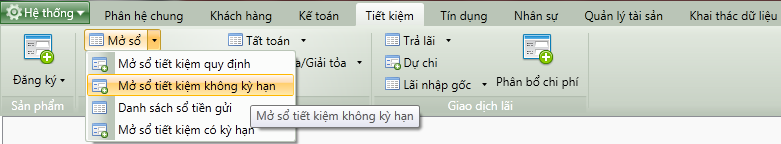 Hệ thống Phân hệ chung Khách hàng Kế toán Tiết kiệm Tín dụng Nhân sự Quản lý tài sản Khai thác dữ liệu
Đăng ký
Sản phẩm
Mở sổ
Tất toán
a/Giải tỏa
Mở sổ tiết kiệm quy định
Mở sổ tiết kiệm không kỳ hạn
Danh sách sổ tiền gửi
Mở sổ tiết kiệm có kỳ hạn
Mở sổ tiết kiệm không kỳ hạn
Trả lãi
Dự chi
Lãi nhập gốc
Phân bổ chi phí
Giao dịch lãi